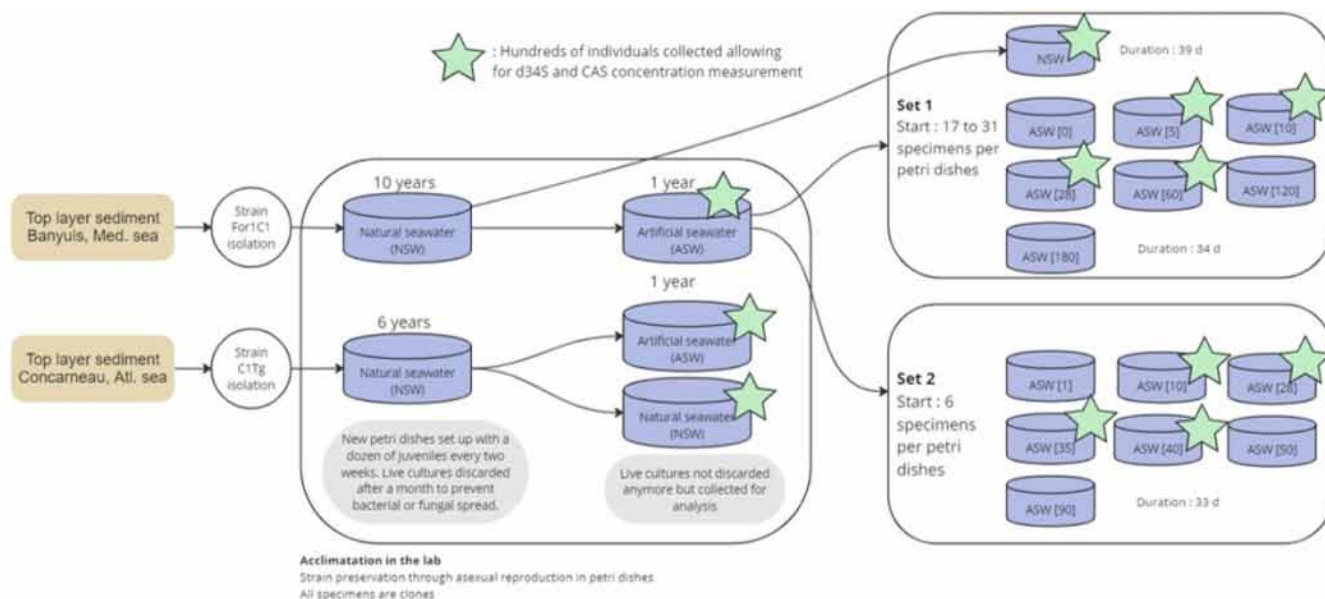 : Hundreds of individuals collected allowing
for d34S and CAS concentration measurement
Top layer sediment
Banyuls, Med. sea
Strain
For1C1
isolation
10 years
Natural seawater
(NSW)
1 year
Artificial seawater
(ASW)
Top layer sediment
Concarneau, Atl. sea
Strain
C1Tg
isolation
6 years
Natural seawater
(NSW)
1 year
Artificial seawater
(ASW)
Natural seawater
(NSW)
New petri dishes set up with a
dozen of juveniles every two
weeks. Live cultures discarded
after a month to prevent
bacterial or fungal spread.
Live cultures not discarded
anymore but collected for
analysis
Acclimatation in the lab
Strain preservation through asexual reproduction in petri dishes
All specimens are clones
NSW
Duration : 39 d
Set 1
Start : 17 to 31
specimens per
petri dishes
ASW [0]
ASW [5]
ASW [10]
ASW [28]
ASW [60]
ASW [120]
ASW [180]
Duration : 34 d
Set 2
Start : 6
specimens
per petri
dishes
ASW [1]
ASW [10]
ASW [28]
ASW [35]
ASW [40]
ASW [50]
ASW [90]
Duration : 33 d